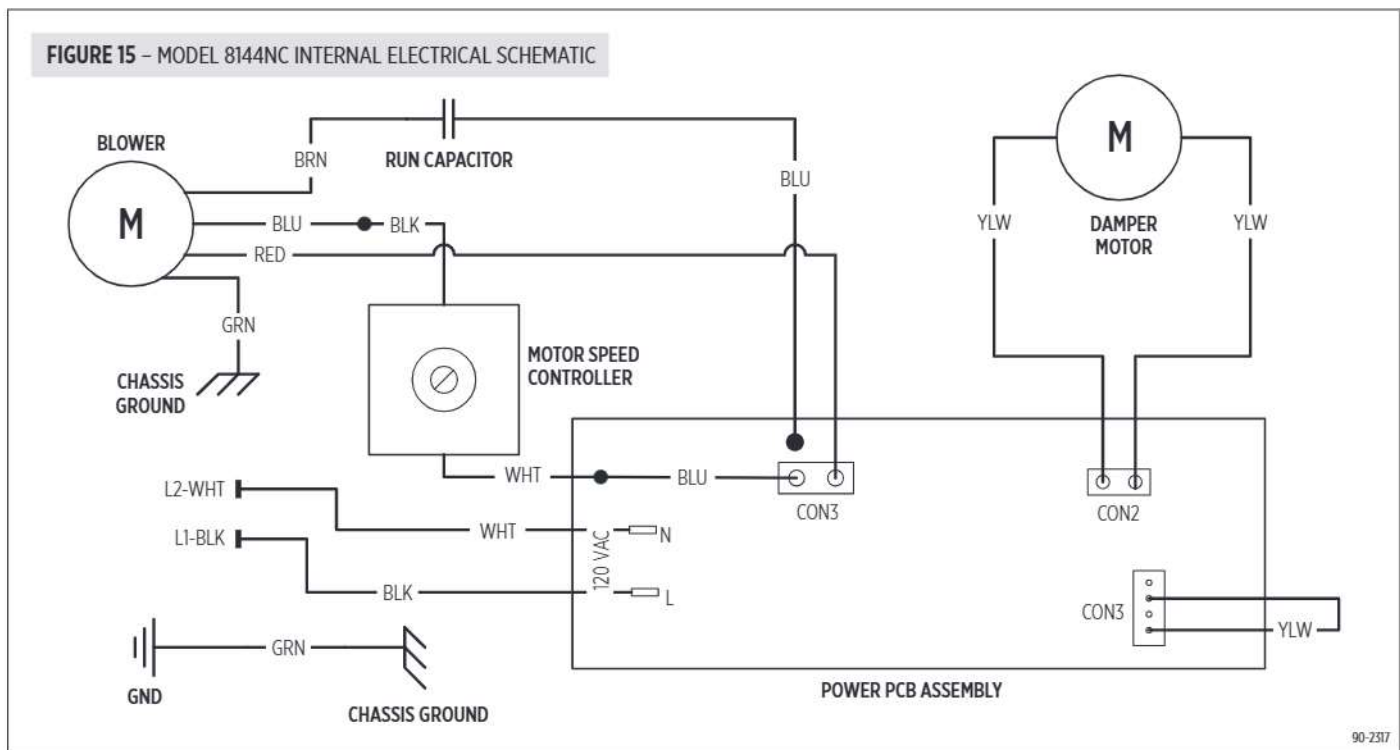 FIGURE 15 – MODEL 8144NC INTERNAL ELECTRICAL SCHEMATIC
BLOWER
M
BRN
RUN CAPACITOR
BLU
M
YLW
YLW
DAMPER
MOTOR
BLU
BLK
RED
GRN
CHASSIS
GROUND
MOTOR SPEED
CONTROLLER
WHT
BLU
CON3
CON2
L2-WHT
WHT
N
L1-BLK
BLK
120 VAC
L
CON3
YLW
GND
GRN
CHASSIS GROUND
POWER PCB ASSEMBLY
90-2317